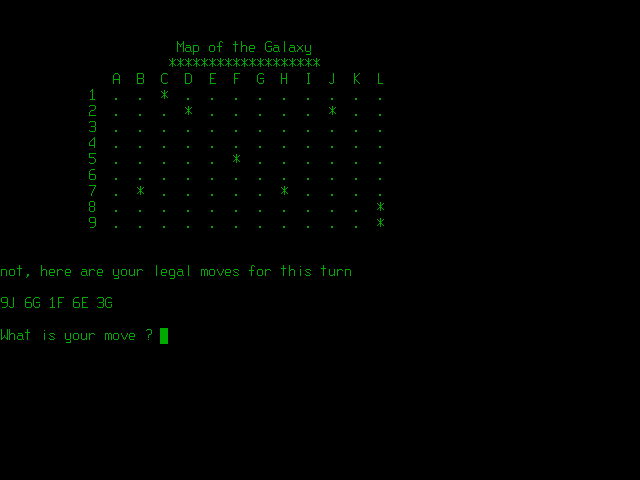 Map of the Galaxy
*******************
A B C D E F G H I J K L
1 . . * . . . . . . . . .
2 . . . * . . . . . * . .
3 . . . . . . . . . . . .
4 . . . . . . . . . . . .
5 . . . . . * . . . . . .
6 . . . . . . . . . . . .
7 . * . . . . . * . . . .
8 . . . . . . . . . . . *
9 . . . . . . . . . . . *
not, here are your legal moves for this turn
9J 6G 1F 6E 3G
What is your move ?